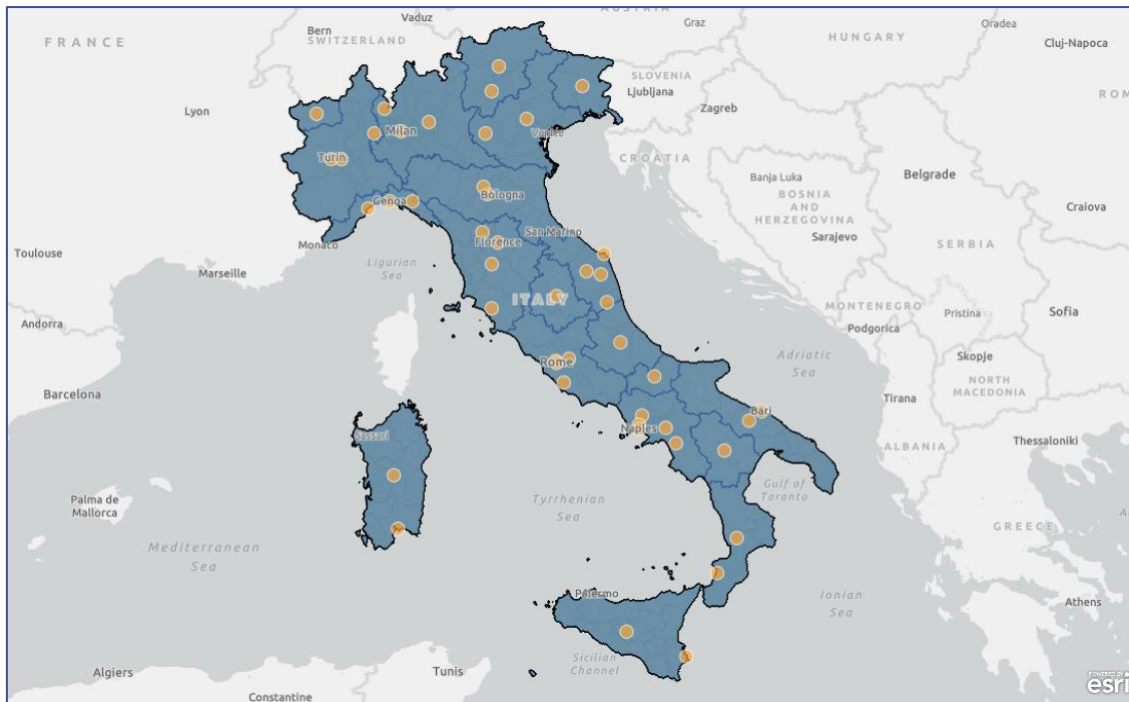 AUSTRIA
Vaduz
Graz
Oradea
Bern
FRANCE
SWITZERLAND
HUNGARY
Cluj-Napoca
SLOVENIA
Ljubljana
Lyon
Zagreb
ROM
Milan
Venice
Turin
CROATIA
Banja Luka
Belgrade
BOSNIA
AND
HERZEGOVINA
Genoa
Bologna
Craiova
San Marino
Sarajevo
SERBIA
Florence
Monaco
Toulouse
Ligurian
Sea
Marseille
ITALY
MONTENEGRO
Pristina
Sofia
Andorra
Podgorica
Adriatic
Sea
Skopje
Rome
NORTH
MACEDONIA
Barcelona
Tirana
Bari
Naples
Sassari
ALBANIA
Thessaloniki
Gulf of
Taranto
Palma de
Mallorca
Tyrrhenian
Sea
GREECE
Mediterranean
Sea
Palermo
Ionian
Sea
Athens
Sicilian
Channel
Algiers
Tunis
POWERED BY
esri
Constantine